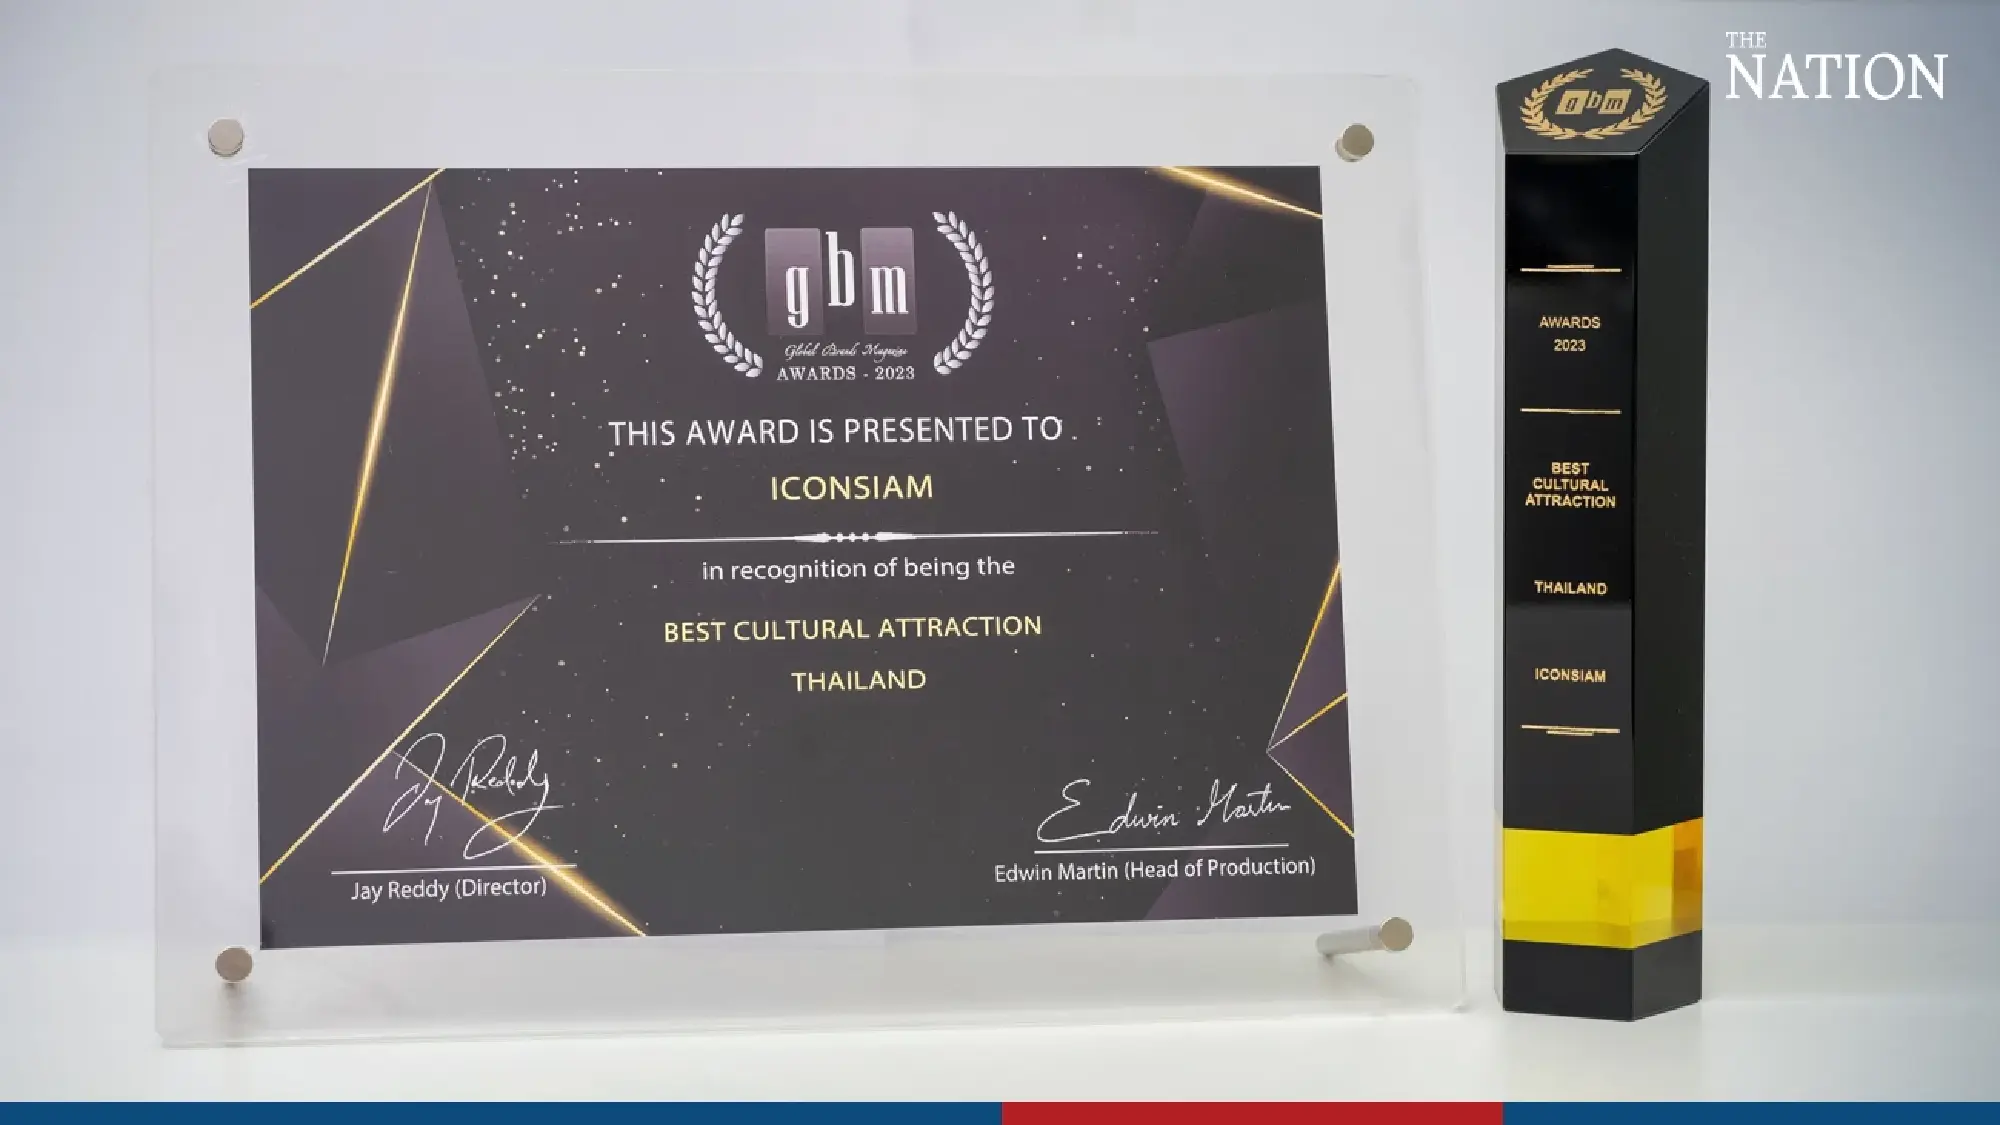 THE
NATION
gbm
Global Brands Magazine
AWARDS - 2023
THIS AWARD IS PRESENTED TO
ICONSIAM
in recognition of being the
BEST CULTURAL ATTRACTION
THAILAND
Jay Reddy
Jay Reddy (Director)
Edwin Martin
Edwin Martin (Head of Production)
gbm
AWARDS
2023
BEST
CULTURAL
ATTRACTION
THAILAND
ICONSIAM